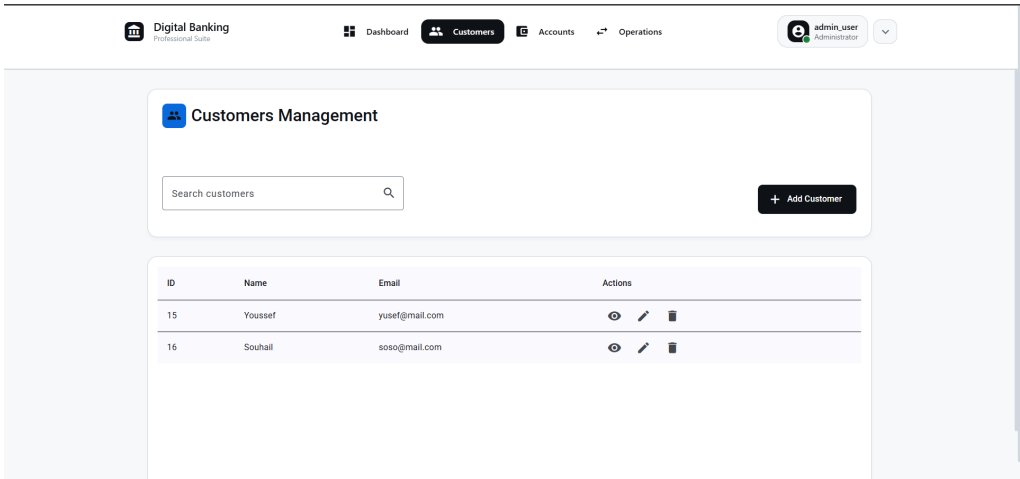 Digital Banking
Professional Suite
Dashboard
Customers
Accounts
Operations
admin_user
Administrator
Customers Management
Search customers
+ Add Customer
ID Name Email Actions
15 Youssef yusef@mail.com
16 Souhail soso@mail.com